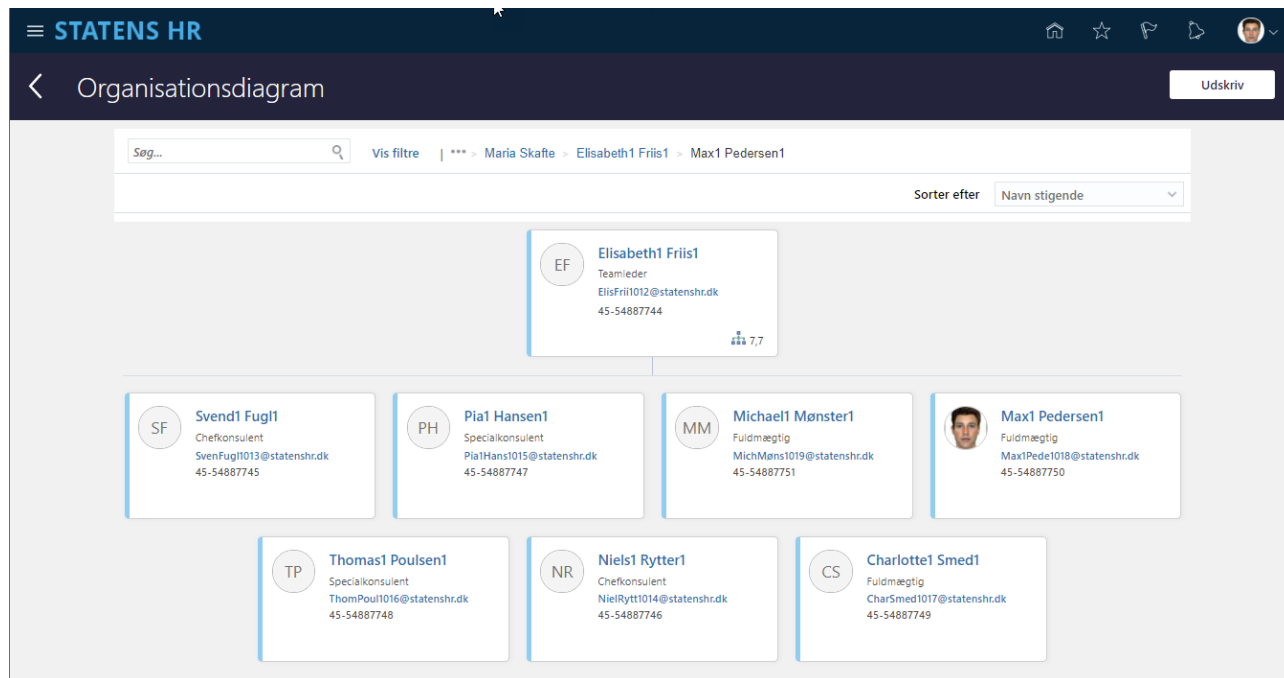 STATENS HR
Organisationsdiagram
Udskriv
Søg...
Vis filtre | *** > Maria Skafte > Elisabeth1 Friis1 > Max1 Pedersen1
Sorter efter Navn stigende
EF
Elisabeth1 Friis1
Teamleder
ElisFrii1012@statenshr.dk
45-54887744
7,7
SF
Svend1 Fugl1
Chefkonsulent
SvenFugl1013@statenshr.dk
45-54887745
PH
Pia1 Hansen1
Specialkonsulent
Pia1Hans1015@statenshr.dk
45-54887747
MM
Michael1 Mønster1
Fuldmægtig
MichMøns1019@statenshr.dk
45-54887751
Max1 Pedersen1
Fuldmægtig
Max1Pede1018@statenshr.dk
45-54887750
TP
Thomas1 Poulsen1
Specialkonsulent
ThomPoul1016@statenshr.dk
45-54887748
NR
Niels1 Rytter1
Chefkonsulent
NielRytt1014@statenshr.dk
45-54887746
CS
Charlotte1 Smed1
Fuldmægtig
CharSmed1017@statenshr.dk
45-54887749